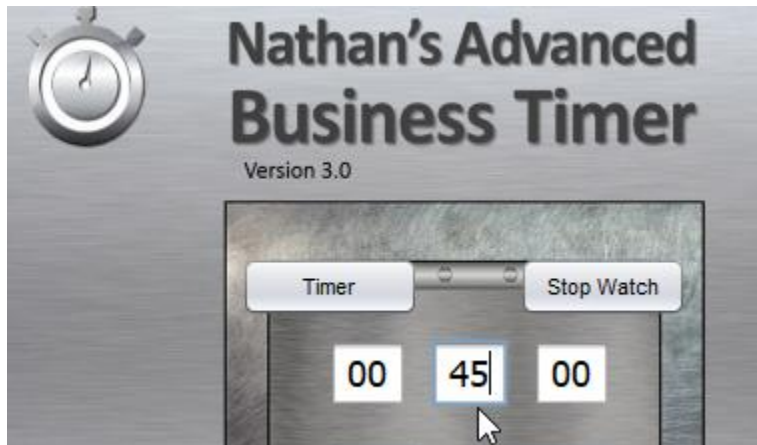 Nathan's Advanced
Business Timer
Version 3.0
Timer Stop Watch
00 45 00